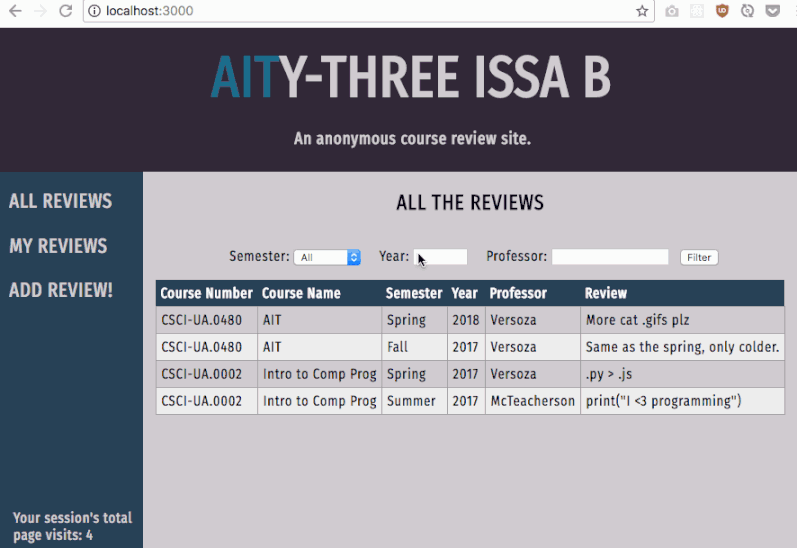 localhost:3000
AITY-THREE ISSA B
An anonymous course review site.
ALL REVIEWS
MY REVIEWS
ADD REVIEW!
Your session's total
page visits: 4
ALL THE REVIEWS
Semester: All Year: Professor: Filter
Course Number Course Name Semester Year Professor Review
CSCI-UA.0480 AIT Spring 2018 Versoza More cat .gifs plz
CSCI-UA.0480 AIT Fall 2017 Versoza Same as the spring, only colder.
CSCI-UA.0002 Intro to Comp Prog Spring 2017 Versoza .py > .js
CSCI-UA.0002 Intro to Comp Prog Summer 2017 McTeacherson print("I <3 programming")